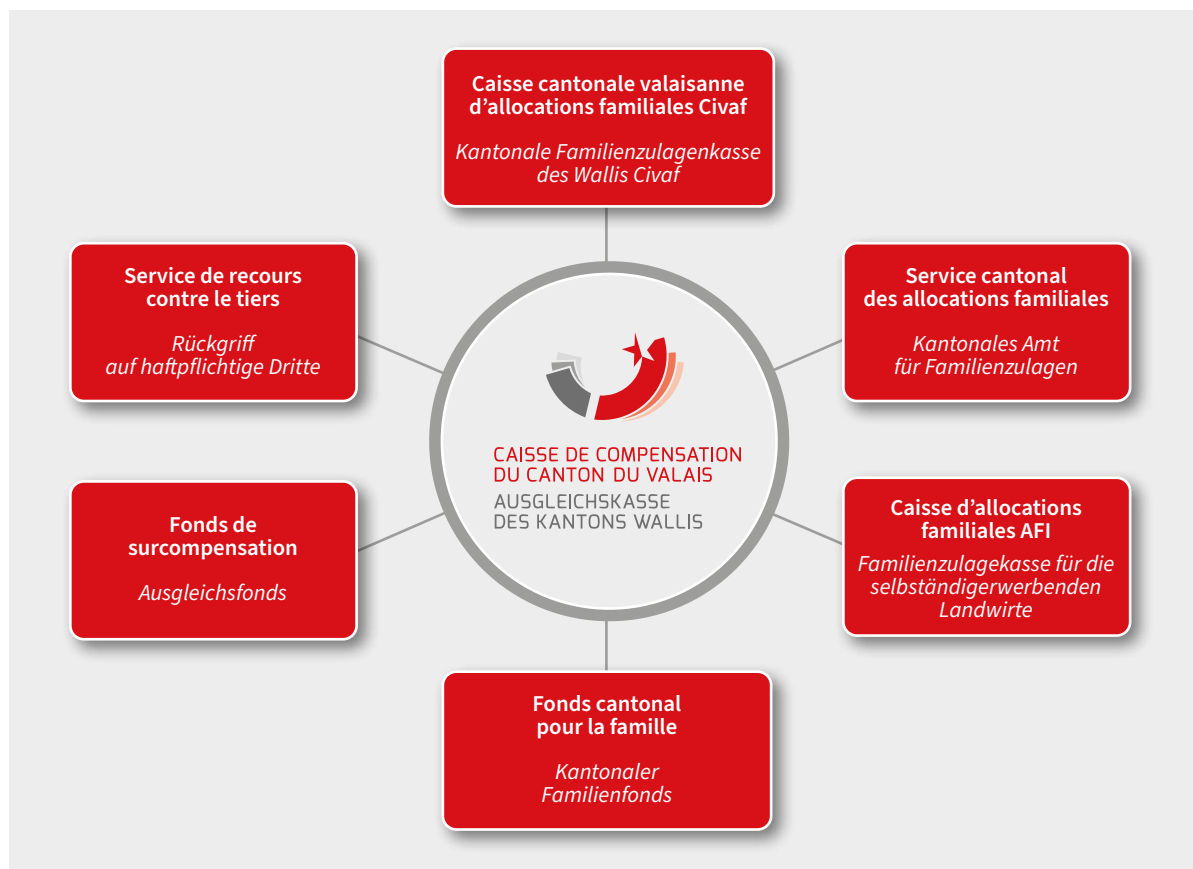 Caisse cantonale valaisanne
d'allocations familiales Civaf
Kantonale Familienzulagenkasse
des Wallis Civaf
Service de recours
contre le tiers
Rückgriff
auf haftpflichtige Dritte
Service cantonal
des allocations familiales
Kantonales Amt
für Familienzulagen
CAISSE DE COMPENSATION
DU CANTON DU VALAIS
AUSGLEICHSKASSE
DES KANTONS WALLIS
Fonds de
surcompensation
Ausgleichsfonds
Caisse d'allocations
familiales AFI
Familienzulagekasse für die
selbständigerwerbenden
Landwirte
Fonds cantonal
pour la famille
Kantonaler
Familienfonds